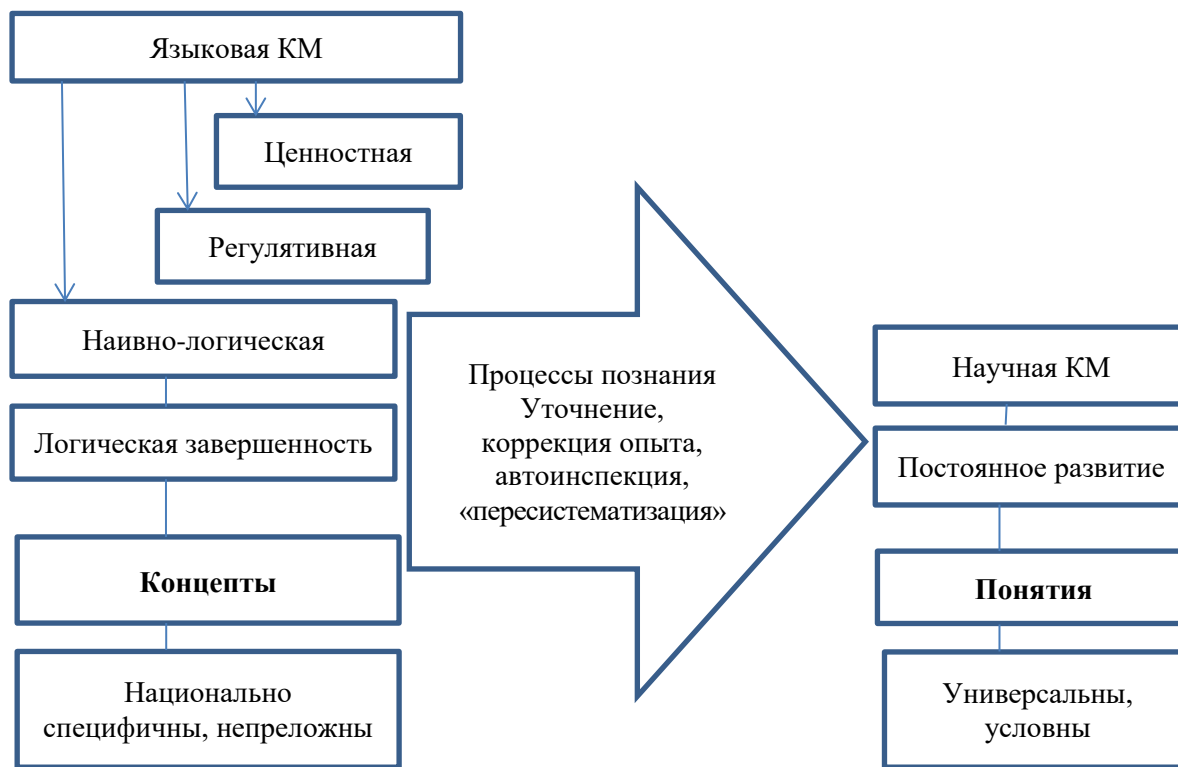 Языковая КМ
Ценностная
Регулятивная
Наивно-логическая
Логическая завершенность
Концепты
Национально
специфичны, непреложны
Процессы познания
Уточнение,
коррекция опыта,
автоинспекция,
«пересистематизация»
Научная КМ
Постоянное развитие
Понятия
Универсальны,
условны